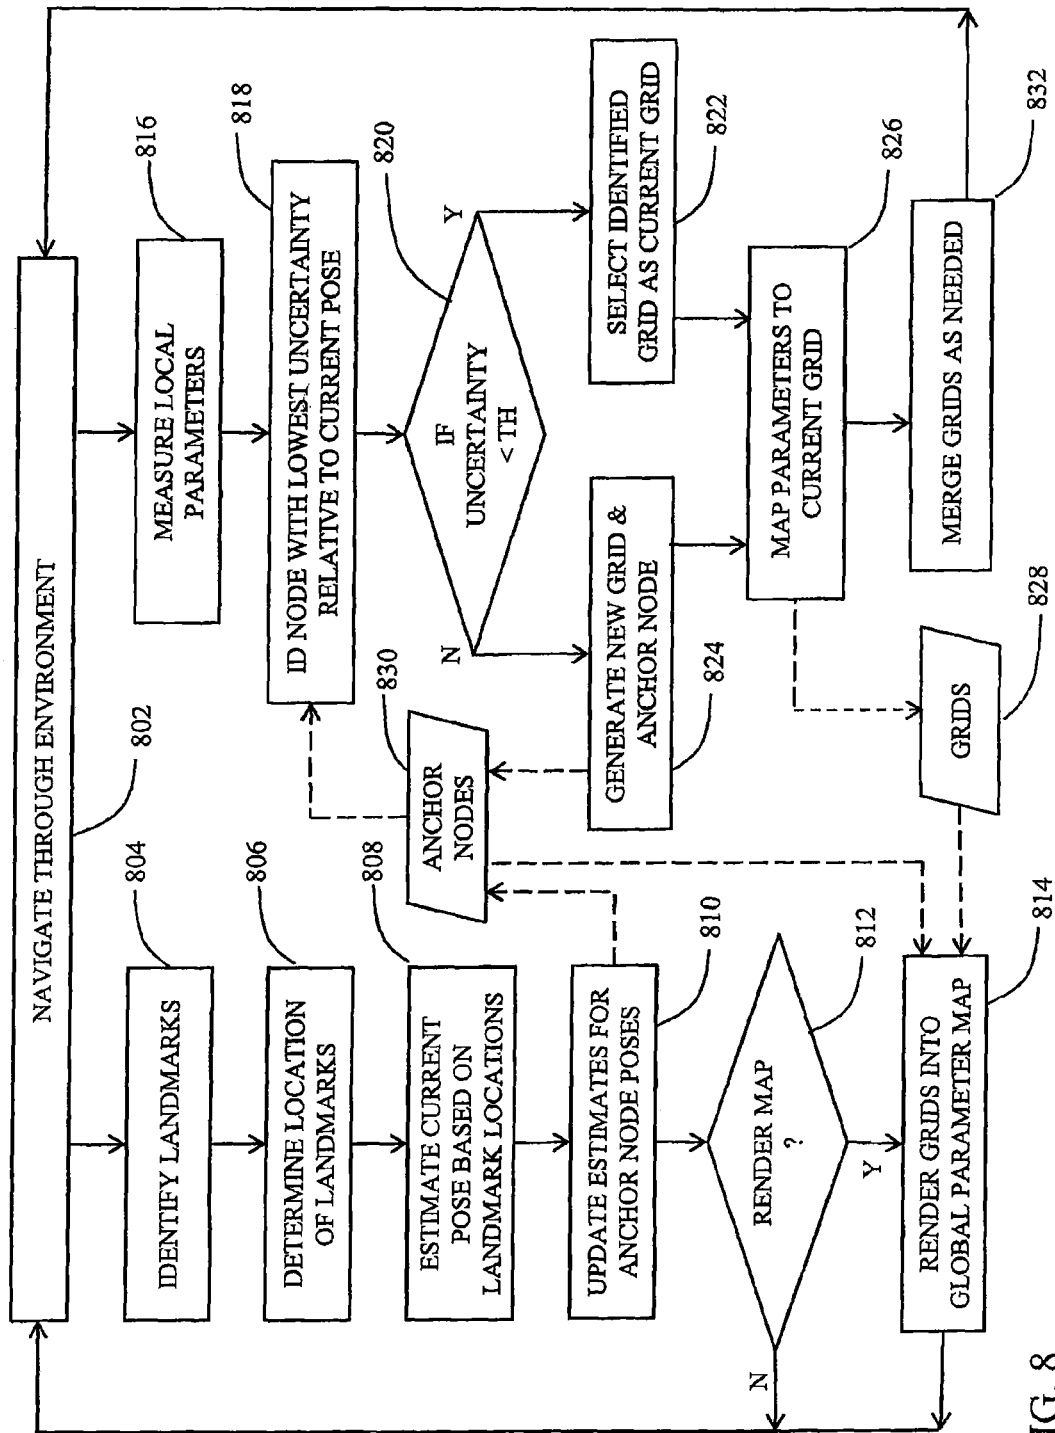 NAVIGATE THROUGH ENVIRONMENT
802
IDENTIFY LANDMARKS
804
DETERMINE LOCATION
OF LANDMARKS
806
ESTIMATE CURRENT
POSE BASED ON
LANDMARK LOCATIONS
808
UPDATE ESTIMATES FOR
ANCHOR NODE POSES
810
RENDER MAP
?
812
N
Y
RENDER GRIDS INTO
GLOBAL PARAMETER MAP
814
MEASURE LOCAL
PARAMETERS
816
ID NODE WITH LOWEST UNCERTAINTY
RELATIVE TO CURRENT POSE
818
IF
UNCERTAINTY
< TH
820
N
Y
ANCHOR
NODES
830
GENERATE NEW GRID &
ANCHOR NODE
824
SELECT IDENTIFIED
GRID AS CURRENT GRID
822
MAP PARAMETERS TO
CURRENT GRID
826
GRIDS
828
MERGE GRIDS AS NEEDED
832
IG. 8